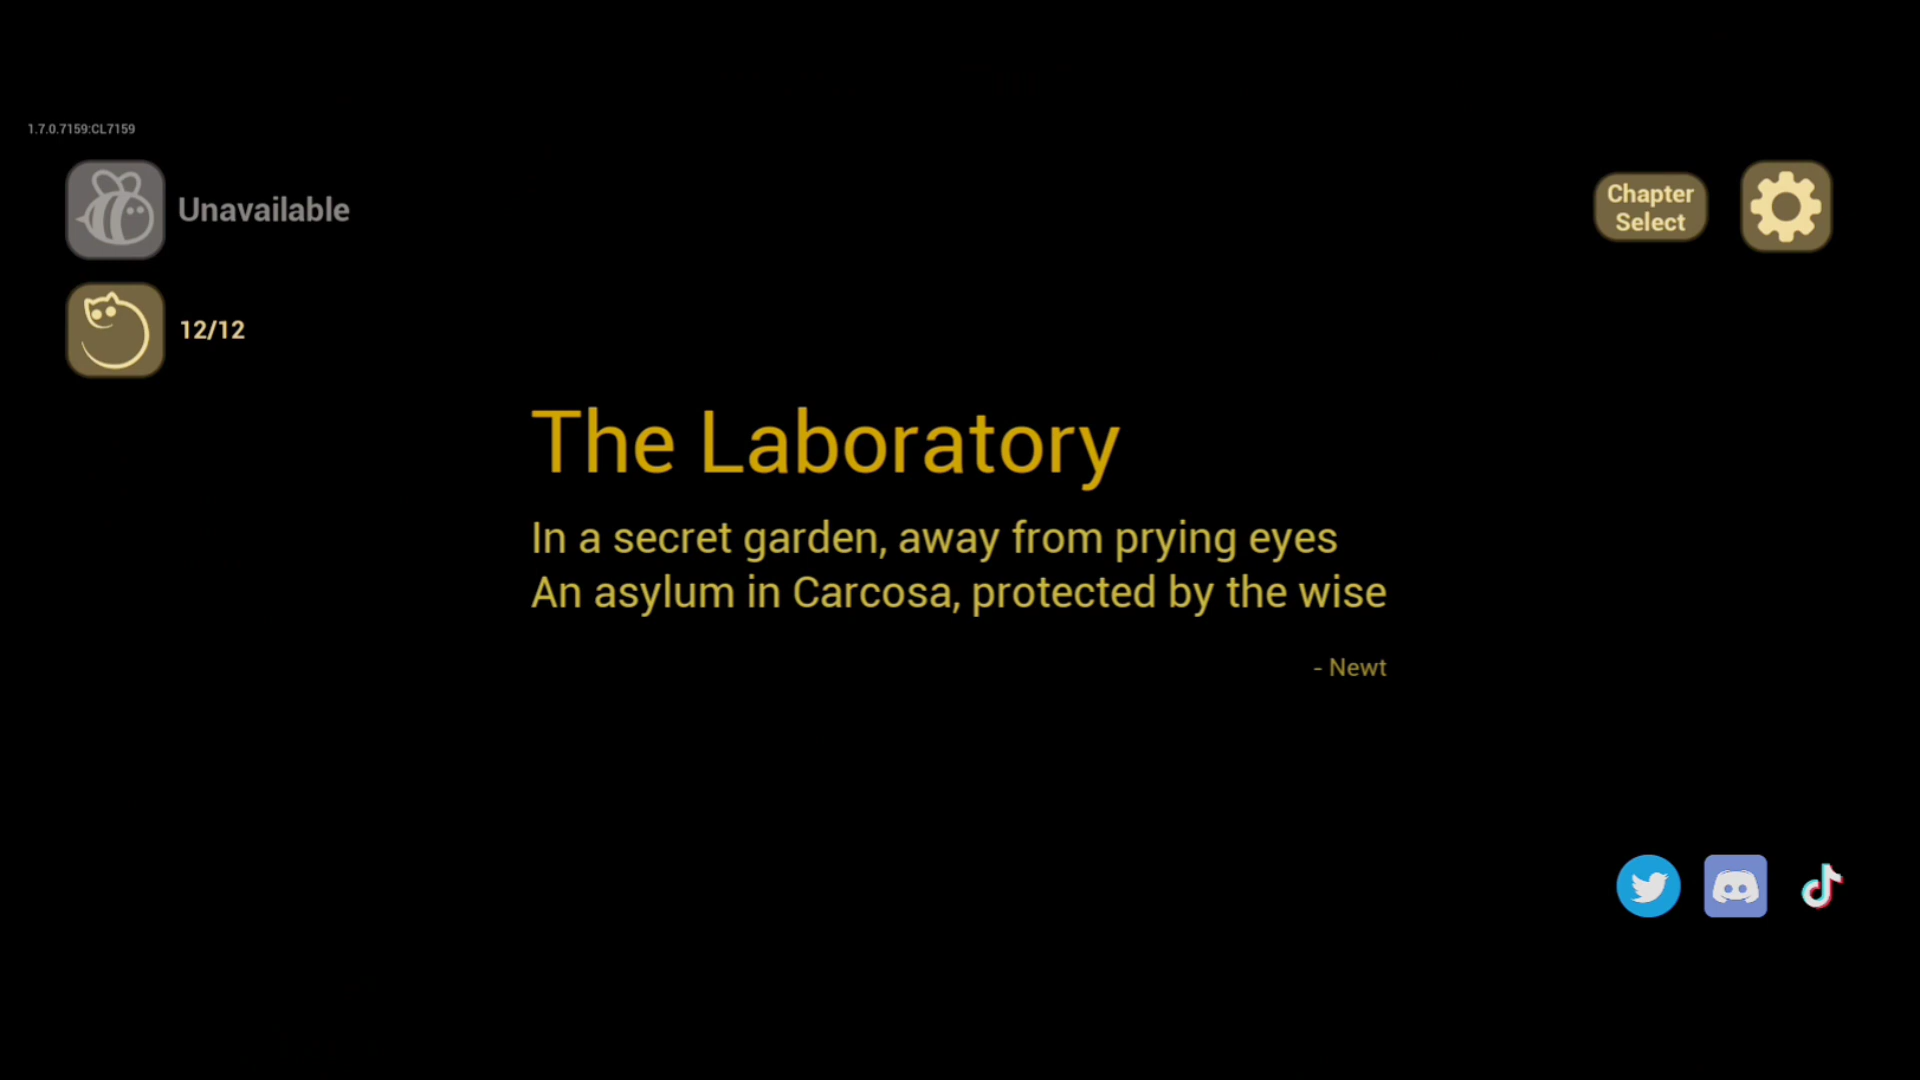 1.7.0.7159:CL7159
Unavailable
Chapter
Select
12/12
The Laboratory
In a secret garden, away from prying eyes
An asylum in Carcosa, protected by the wise
- Newt